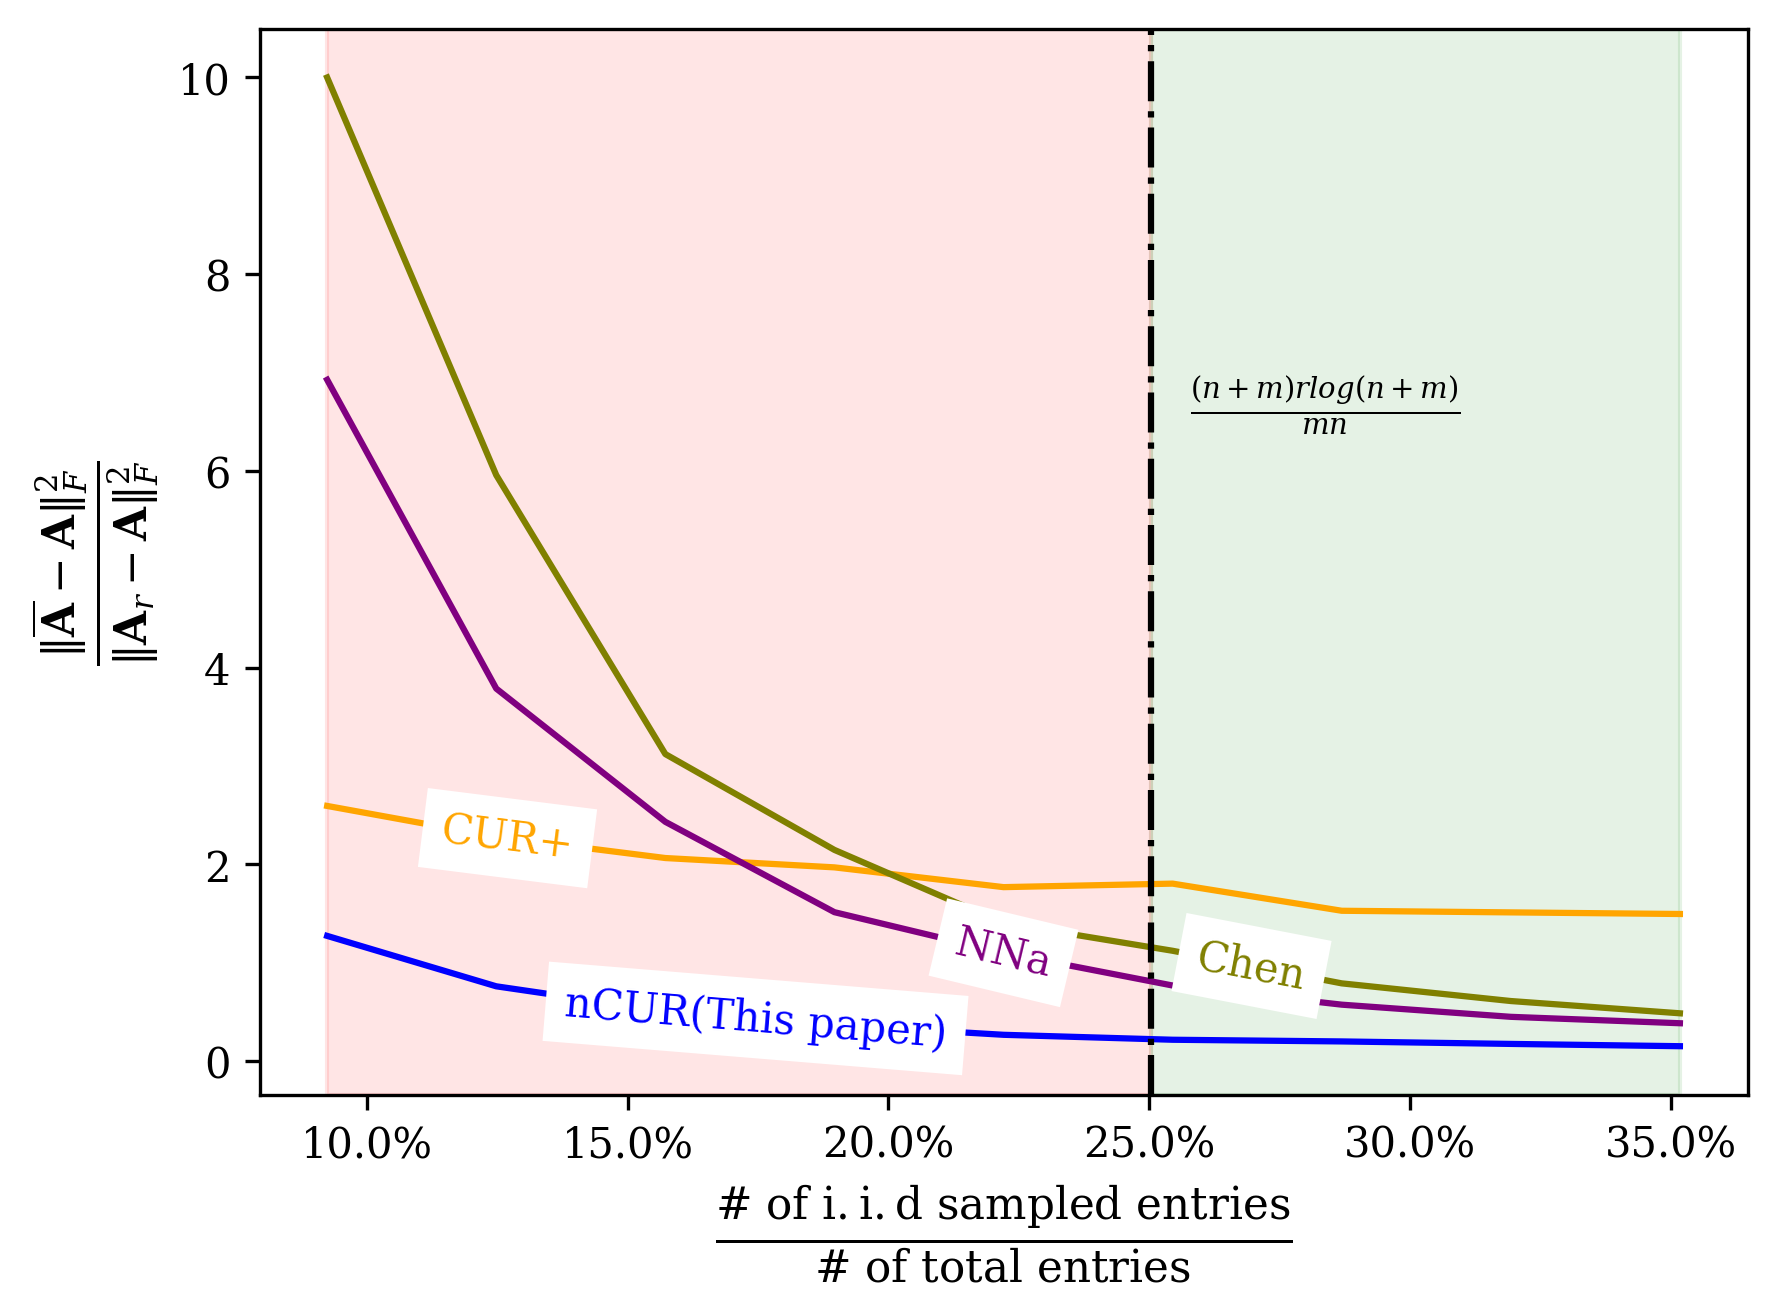 10
8
6
4
2
0
‖A̅ − A‖²_F
‖A_r − A‖²_F
(n + m)rlog(n + m)
mn
CUR+
NNa
Chen
nCUR(This paper)
10.0% 15.0% 20.0% 25.0% 30.0% 35.0%
# of i. i. d sampled entries
# of total entries